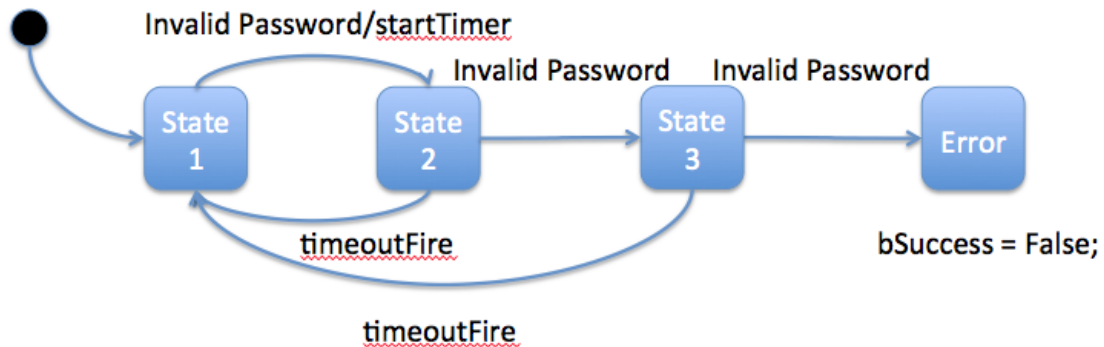 Invalid Password/startTimer
Invalid Password
Invalid Password
State
1
State
2
State
3
Error
timeoutFire
bSuccess = False;
timeoutFire